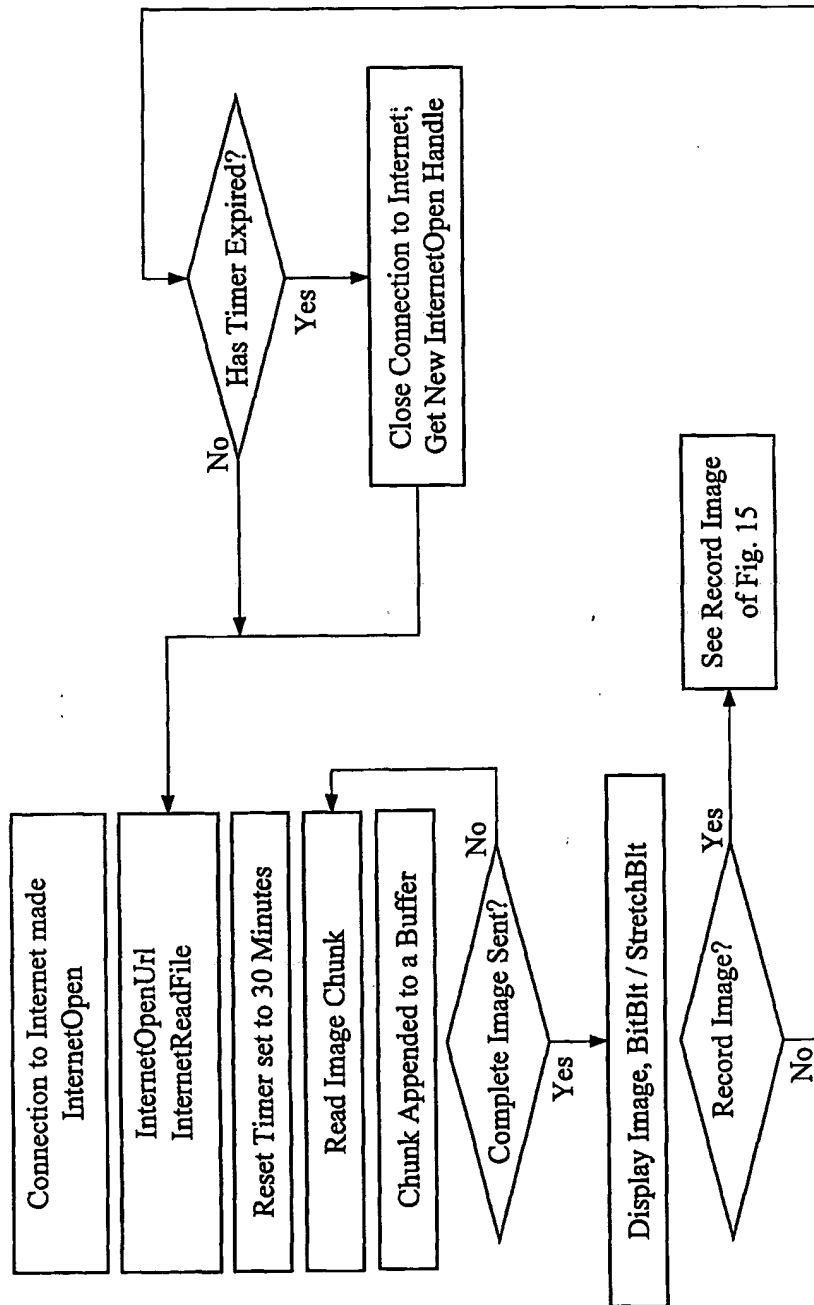 Connection to Internet made
InternetOpen
InternetOpenUrl
InternetReadFile
Reset Timer set to 30 Minutes
Read Image Chunk
Chunk Appended to a Buffer
Complete Image Sent?
No
Yes
Display Image, BitBlt / StretchBlt
Record Image?
Yes
No
See Record Image
of Fig. 15
Has Timer Expired?
No
Yes
Close Connection to Internet;
Get New InternetOpen Handle